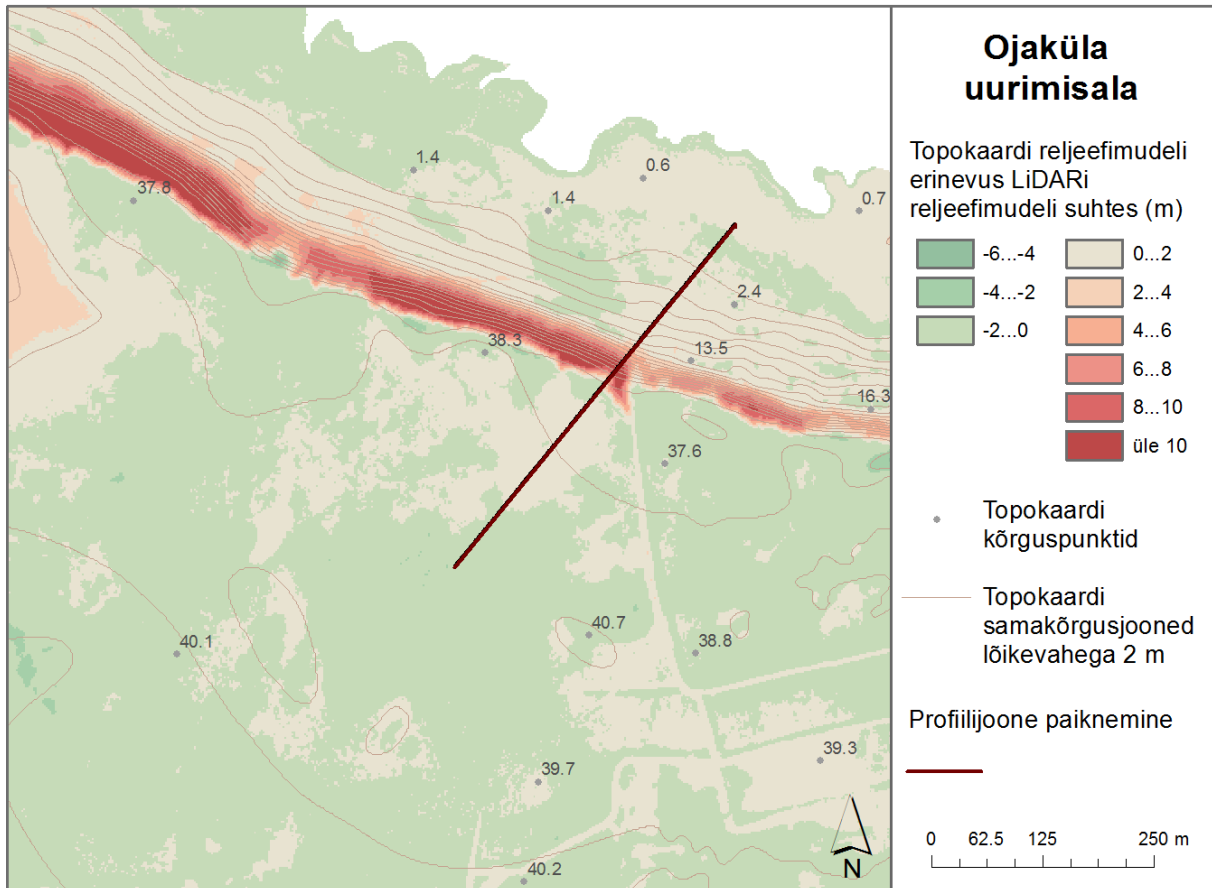 Ojaküla
uurimisala
Topokaardi reljeefimudeli
erinevus LiDARi
reljeefimudeli suhtes (m)
-6...-4
0...2
-4...-2
2...4
-2...0
4...6
6...8
8...10
üle 10
Topokaardi
kõrguspunktid
Topokaardi
samakõrgusjooned
lõikevahega 2 m
Profiilijoone paiknemine
0 62.5 125 250 m
N
1.4
0.6
37.8
1.4
0.7
2.4
38.3
13.5
16.3
37.6
40.7
40.1
38.8
39.3
39.7
40.2